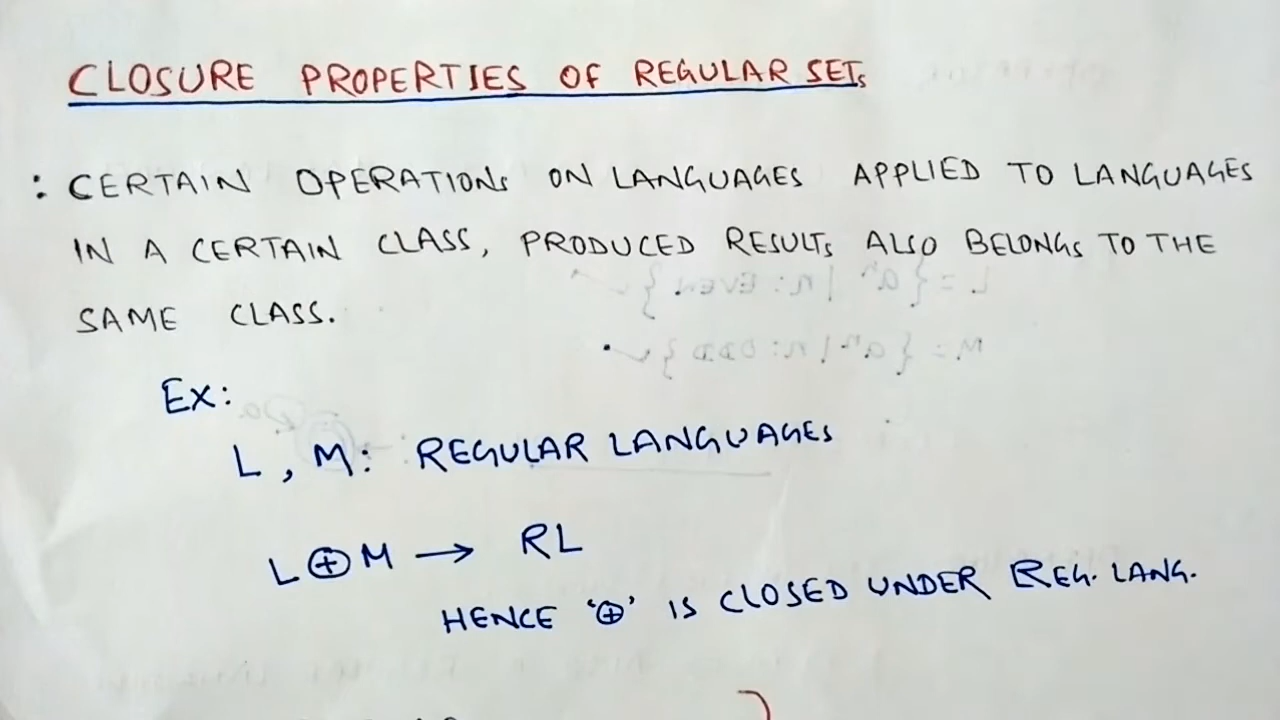 CLOSURE PROPERTIES OF REGULAR SETs
: CERTAIN OPERATIONs ON LANGUAGES APPLIED TO LANGUAGES
IN A CERTAIN CLASS, PRODUCED RESULTs ALSO BELONGs TO THE
SAME CLASS.
Ex:
L, M: REGULAR LANGUAGES
L ⊕ M → RL
HENCE '⊕' IS CLOSED UNDER REG. LANG.